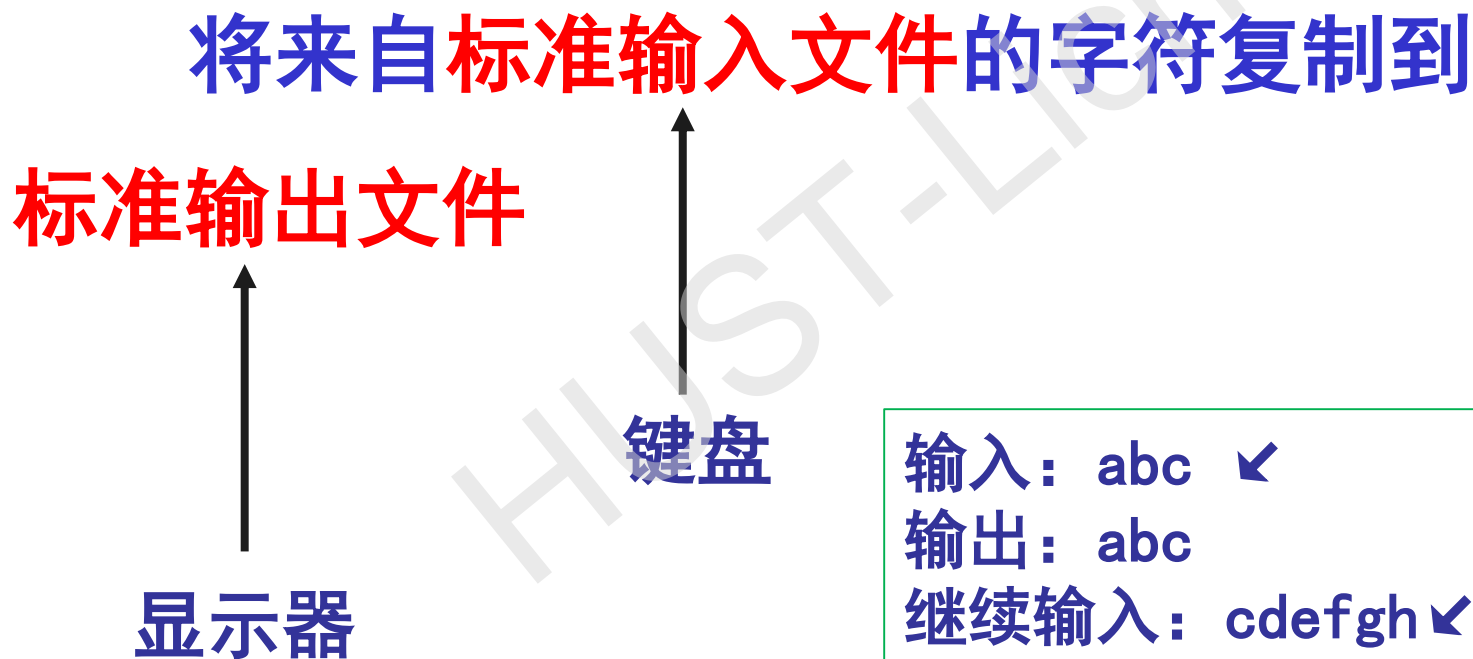 将来自标准输入文件的字符复制到
标准输出文件
键盘
显示器
输入：abc ↙
输出：abc
继续输入：cdefgh↙
HUST-LICH